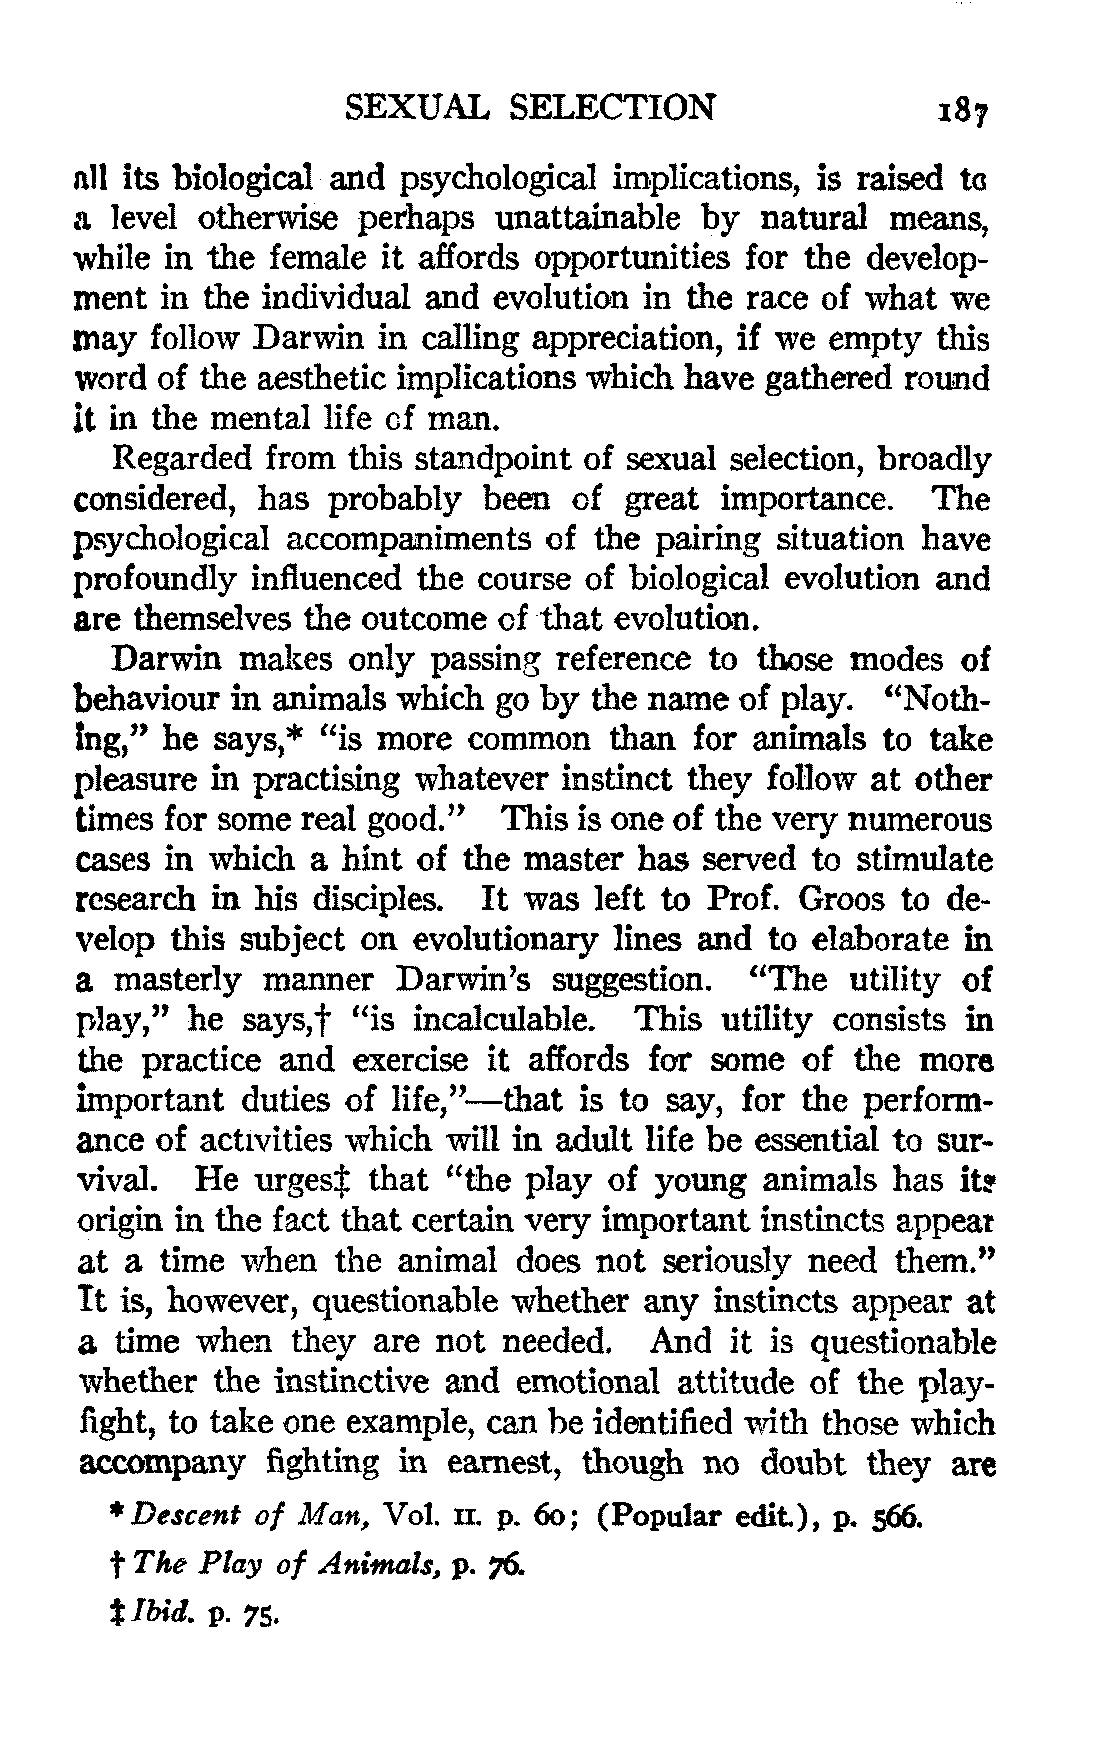 SEXUAL SELECTION 187
all its biological and psychological implications, is raised to
a level otherwise perhaps unattainable by natural means,
while in the female it affords opportunities for the develop-
ment in the individual and evolution in the race of what we
may follow Darwin in calling appreciation, if we empty this
word of the aesthetic implications which have gathered round
it in the mental life of man.
Regarded from this standpoint of sexual selection, broadly
considered, has probably been of great importance. The
psychological accompaniments of the pairing situation have
profoundly influenced the course of biological evolution and
are themselves the outcome of that evolution.
Darwin makes only passing reference to those modes of
behaviour in animals which go by the name of play. “Noth-
ing,” he says,* “is more common than for animals to take
pleasure in practising whatever instinct they follow at other
times for some real good.” This is one of the very numerous
cases in which a hint of the master has served to stimulate
research in his disciples. It was left to Prof. Groos to de-
velop this subject on evolutionary lines and to elaborate in
a masterly manner Darwin's suggestion. “The utility of
play,” he says,† “is incalculable. This utility consists in
the practice and exercise it affords for some of the more
important duties of life,”—that is to say, for the perform-
ance of activities which will in adult life be essential to sur-
vival. He urges‡ that “the play of young animals has its
origin in the fact that certain very important instincts appear
at a time when the animal does not seriously need them.”
It is, however, questionable whether any instincts appear at
a time when they are not needed. And it is questionable
whether the instinctive and emotional attitude of the play-
fight, to take one example, can be identified with those which
accompany fighting in earnest, though no doubt they are
* Descent of Man, Vol. II. p. 60; (Popular edit.), p. 566.
† The Play of Animals, p. 76.
‡ Ibid. p. 75.